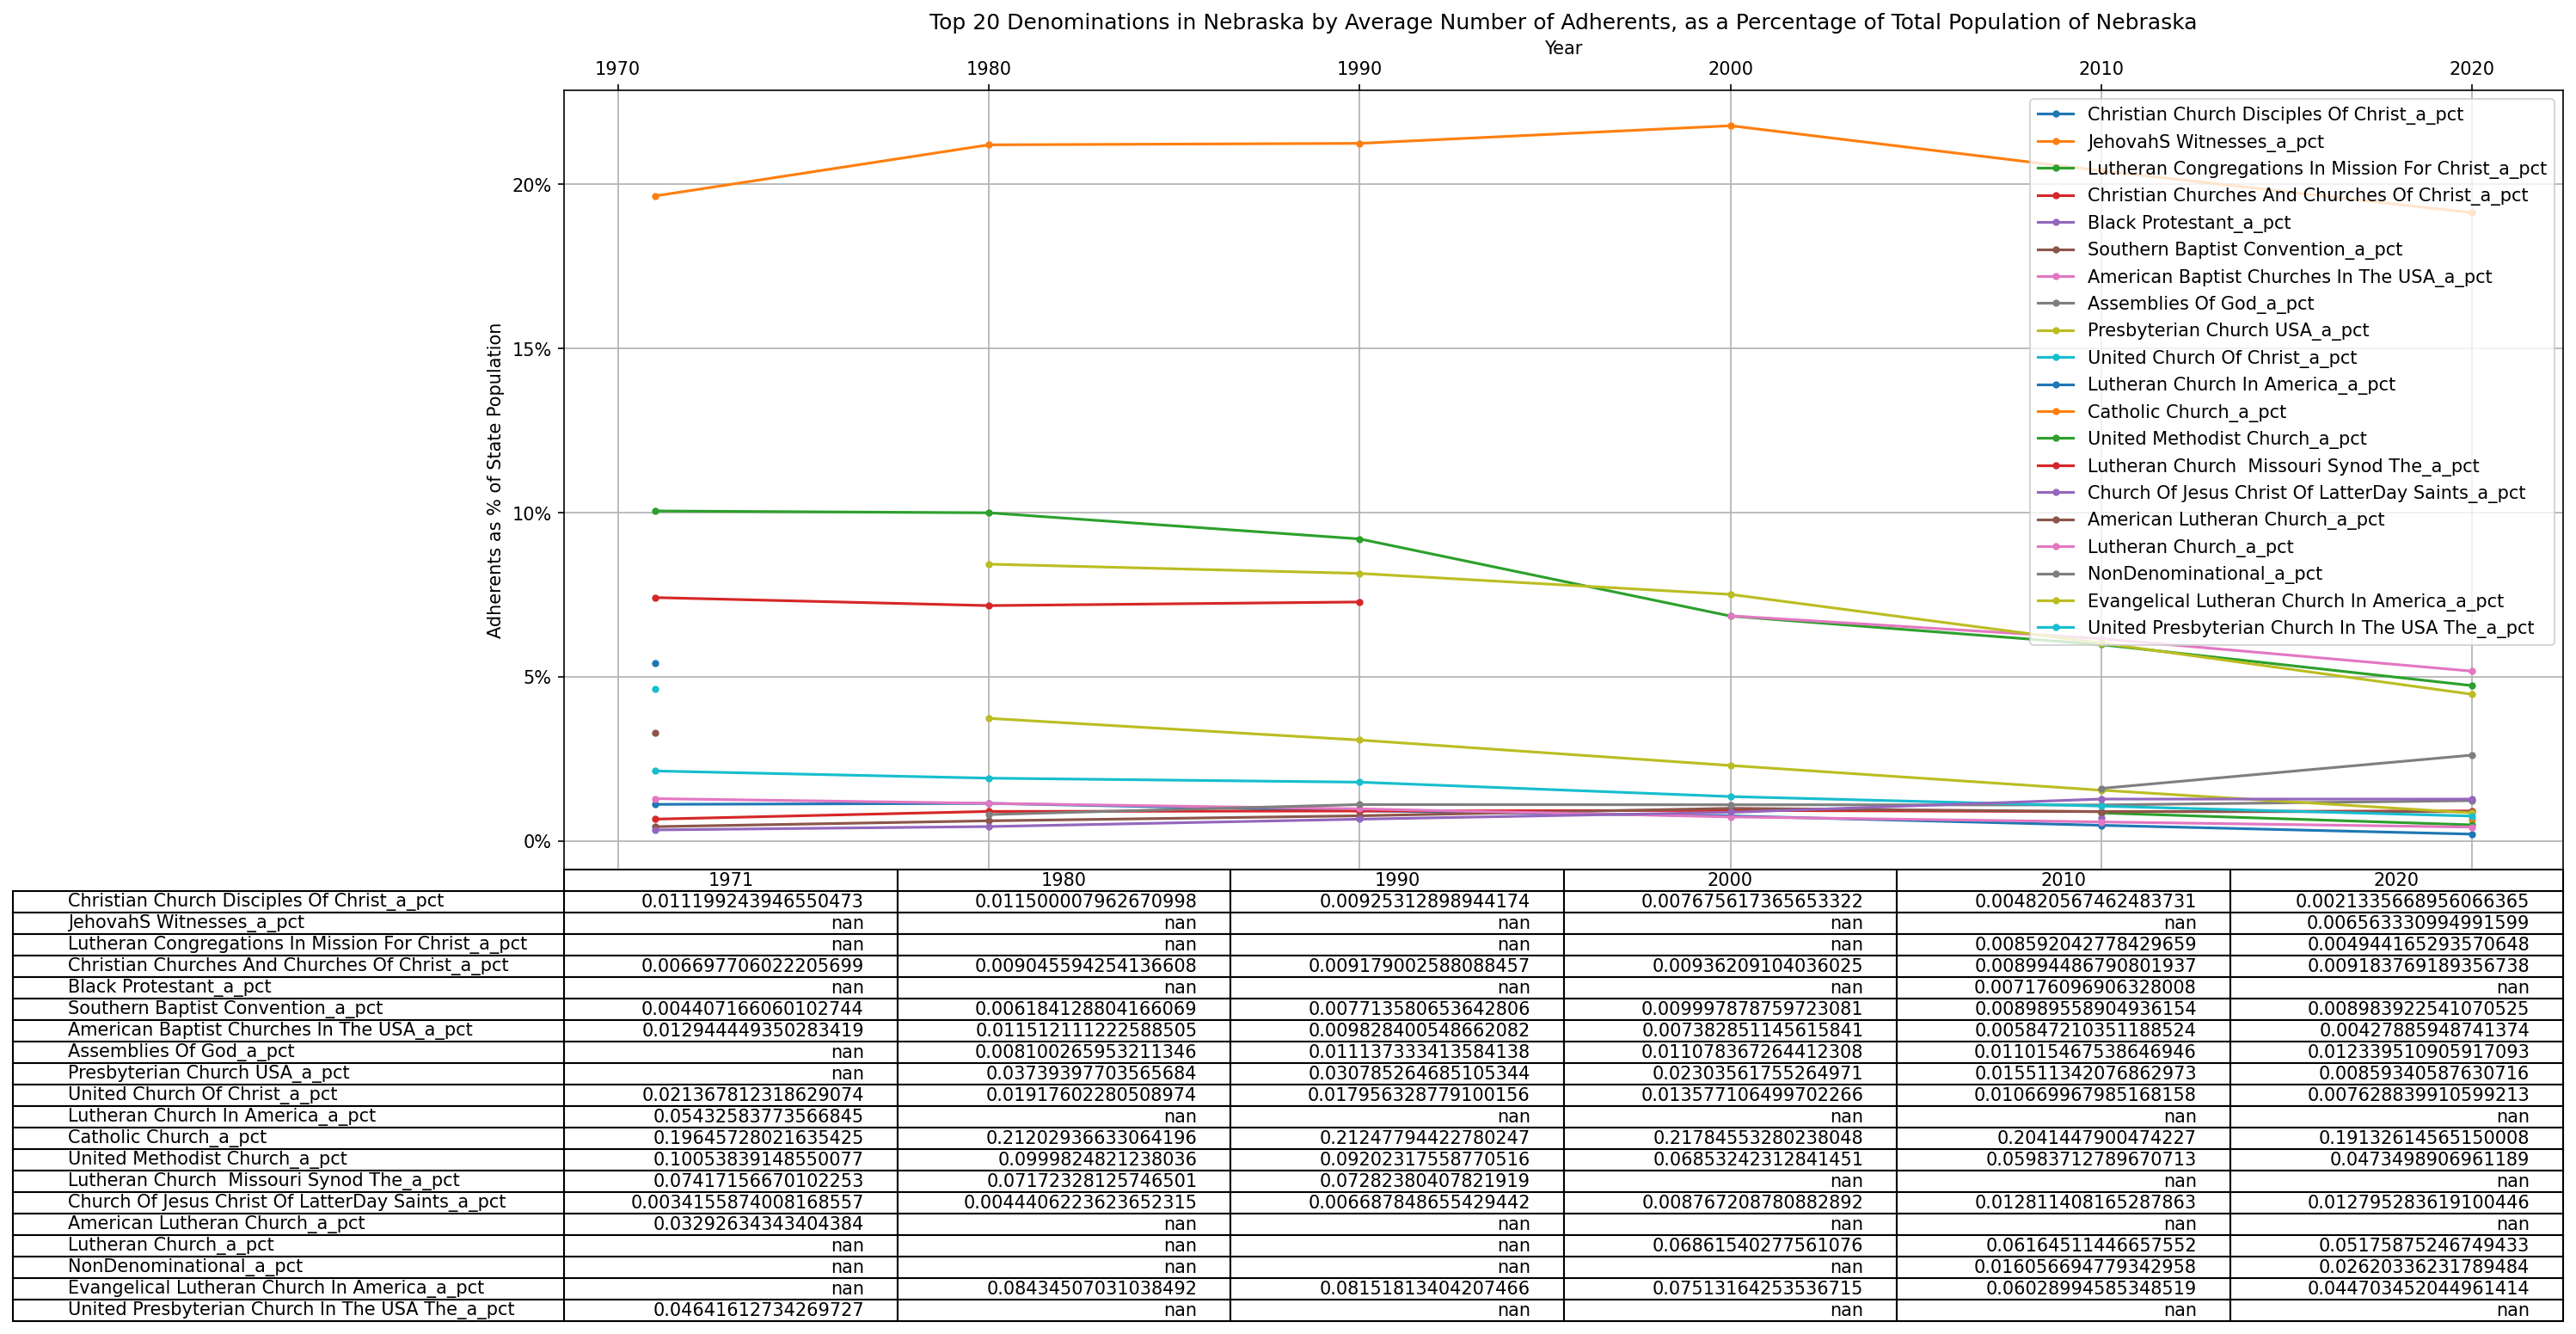 Top 20 Denominations in Nebraska by Average Number of Adherents, as a Percentage of Total Population of Nebraska
Year
1970 1980 1990 2000 2010 2020
Adherents as % of State Population
20%
15%
10%
5%
0%
Christian Church Disciples Of Christ_a_pct
JehovahS Witnesses_a_pct
Lutheran Congregations In Mission For Christ_a_pct
Christian Churches And Churches Of Christ_a_pct
Black Protestant_a_pct
Southern Baptist Convention_a_pct
American Baptist Churches In The USA_a_pct
Assemblies Of God_a_pct
Presbyterian Church USA_a_pct
United Church Of Christ_a_pct
Lutheran Church In America_a_pct
Catholic Church_a_pct
United Methodist Church_a_pct
Lutheran Church  Missouri Synod The_a_pct
Church Of Jesus Christ Of LatterDay Saints_a_pct
American Lutheran Church_a_pct
Lutheran Church_a_pct
NonDenominational_a_pct
Evangelical Lutheran Church In America_a_pct
United Presbyterian Church In The USA The_a_pct
1971 1980 1990 2000 2010 2020
Christian Church Disciples Of Christ_a_pct 0.011199243946550473 0.011500007962670998 0.00925312898944174 0.007675617365653322 0.004820567462483731 0.0021335668956066365
JehovahS Witnesses_a_pct nan nan nan nan nan 0.006563330994991599
Lutheran Congregations In Mission For Christ_a_pct nan nan nan nan 0.008592042778429659 0.004944165293570648
Christian Churches And Churches Of Christ_a_pct 0.006697706022205699 0.009045594254136608 0.009179002588088457 0.00936209104036025 0.008994486790801937 0.009183769189356738
Black Protestant_a_pct nan nan nan nan 0.007176096906328008 nan
Southern Baptist Convention_a_pct 0.004407166060102744 0.006184128804166069 0.007713580653642806 0.009997878759723081 0.008989558904936154 0.008983922541070525
American Baptist Churches In The USA_a_pct 0.012944449350283419 0.011512111222588505 0.009828400548662082 0.007382851145615841 0.005847210351188524 0.00427885948741374
Assemblies Of God_a_pct nan 0.008100265953211346 0.011137333413584138 0.011078367264412308 0.011015467538646946 0.012339510905917093
Presbyterian Church USA_a_pct nan 0.03739397703565684 0.030785264685105344 0.02303561755264971 0.015511342076862973 0.00859340587630716
United Church Of Christ_a_pct 0.021367812318629074 0.01917602280508974 0.017956328779100156 0.013577106499702266 0.010669967985168158 0.007628839910599213
Lutheran Church In America_a_pct 0.05432583773566845 nan nan nan nan nan
Catholic Church_a_pct 0.19645728021635425 0.21202936633064196 0.21247794422780247 0.21784553280238048 0.2041447900474227 0.19132614565150008
United Methodist Church_a_pct 0.10053839148550077 0.0999824821238036 0.09202317558770516 0.06853242312841451 0.05983712789670713 0.0473498906961189
Lutheran Church  Missouri Synod The_a_pct 0.07417156670102253 0.07172328125746501 0.07282380407821919 nan nan nan
Church Of Jesus Christ Of LatterDay Saints_a_pct 0.0034155874008168557 0.0044406223623652315 0.006687848655429442 0.008767208780882892 0.012811408165287863 0.012795283619100446
American Lutheran Church_a_pct 0.03292634343404384 nan nan nan nan nan
Lutheran Church_a_pct nan nan nan 0.06861540277561076 0.06164511446657552 0.05175875246749433
NonDenominational_a_pct nan nan nan nan 0.016056694779342958 0.02620336231789484
Evangelical Lutheran Church In America_a_pct nan 0.08434507031038492 0.08151813404207466 0.07513164253536715 0.06028994585348519 0.044703452044961414
United Presbyterian Church In The USA The_a_pct 0.04641612734269727 nan nan nan nan nan